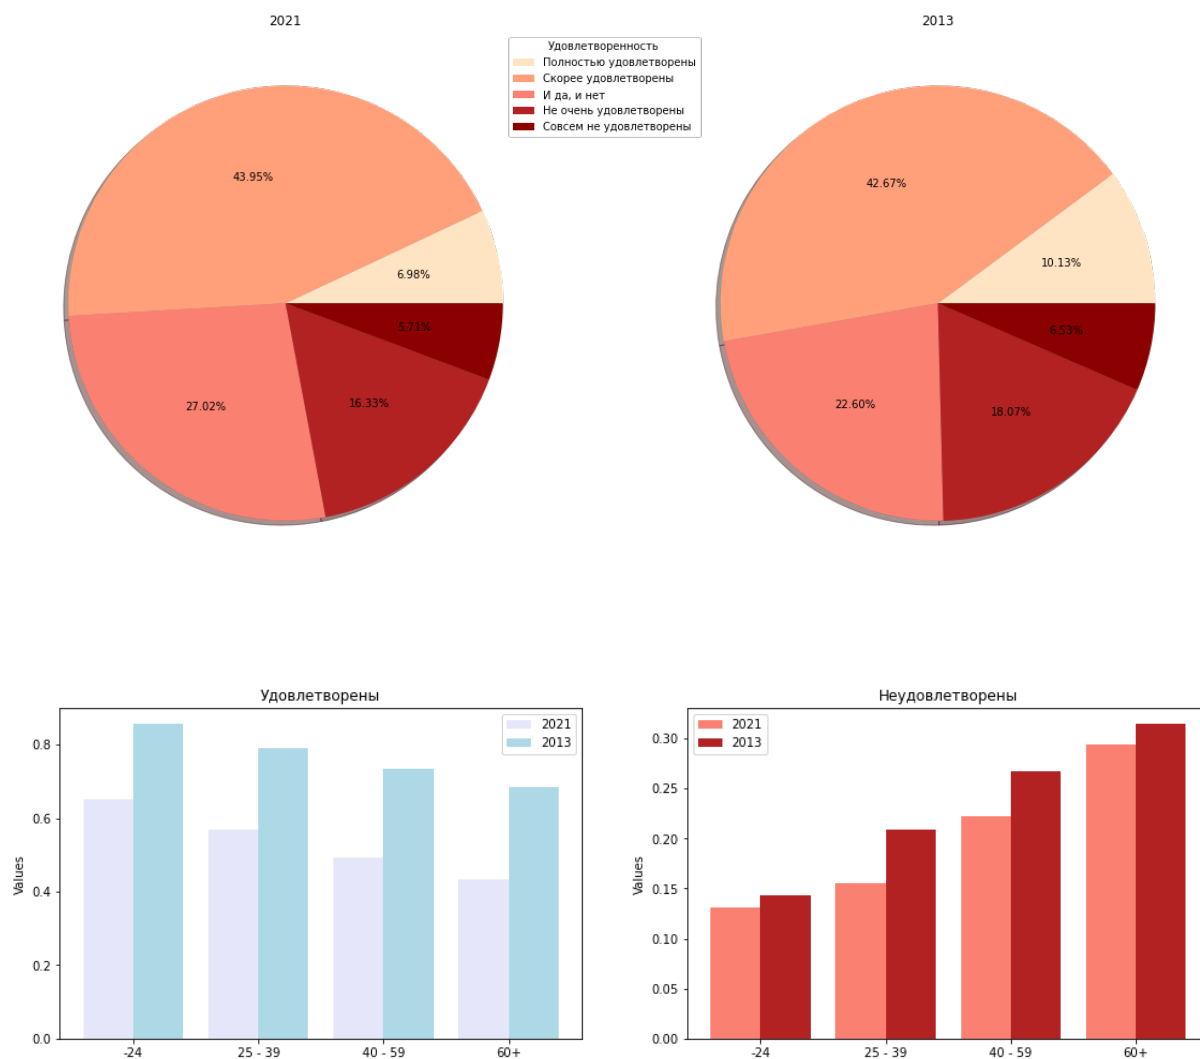 2021
2013
Удовлетворенность
Полностью удовлетворены
Скорее удовлетворены
И да, и нет
Не очень удовлетворены
Совсем не удовлетворены
43.95%
6.98%
5.71%
27.02%
16.33%
42.67%
10.13%
6.53%
22.60%
18.07%
Удовлетворены
2021
2013
Values
0.8
0.6
0.4
0.2
0.0
-24
25 - 39
40 - 59
60+
Неудовлетворены
2021
2013
Values
0.30
0.25
0.20
0.15
0.10
0.05
0.00
-24
25 - 39
40 - 59
60+